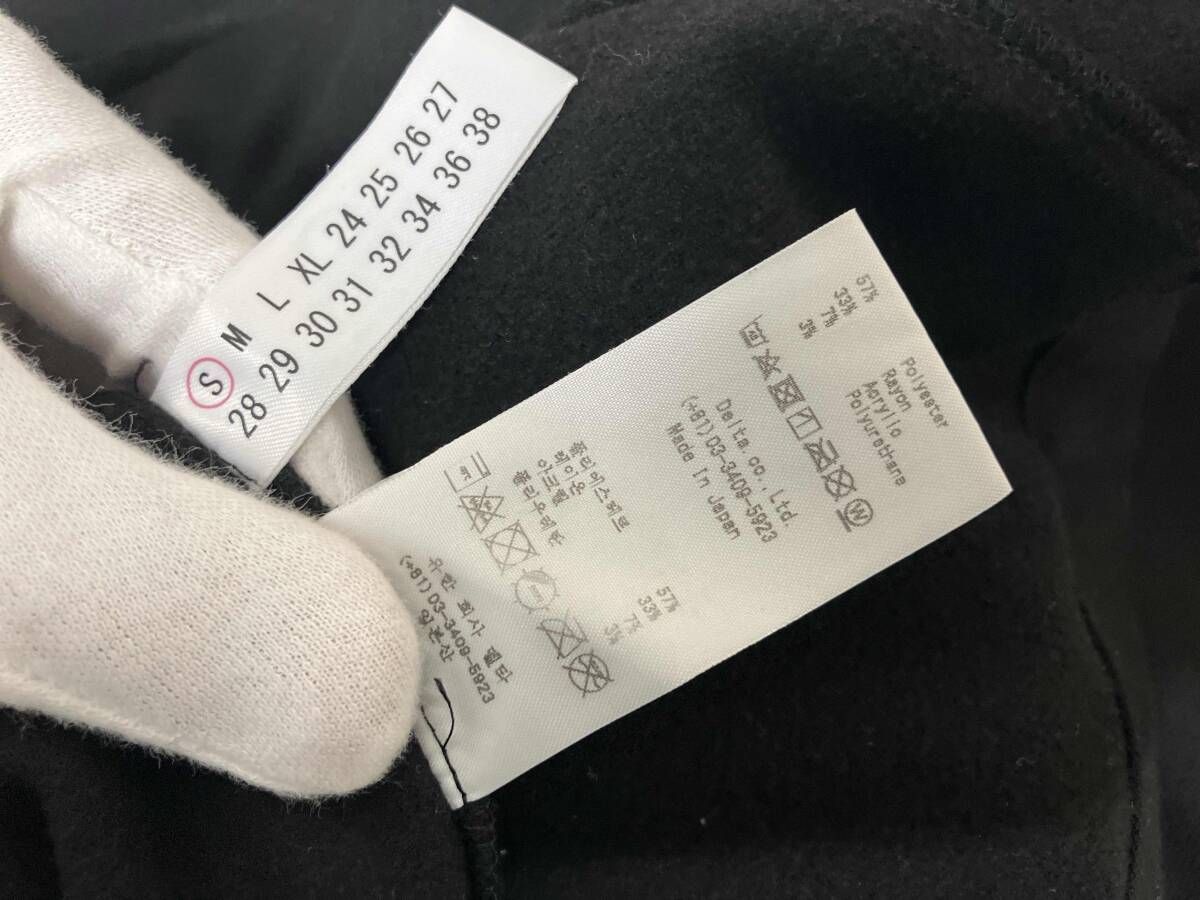 S M L XL 24 25 26 27
28 29 30 31 32 34 36 38
57% Polyester
33% Rayon
7% Acrylic
3% Polyurethane
W
Delta co., Ltd.
(+81)03-3409-5923
Made In Japan
폴리에스테르 57%
레이온 33%
아크릴 7%
폴리우레탄 3%
유한 회사 델타
(+81)03-3409-5923
일본산